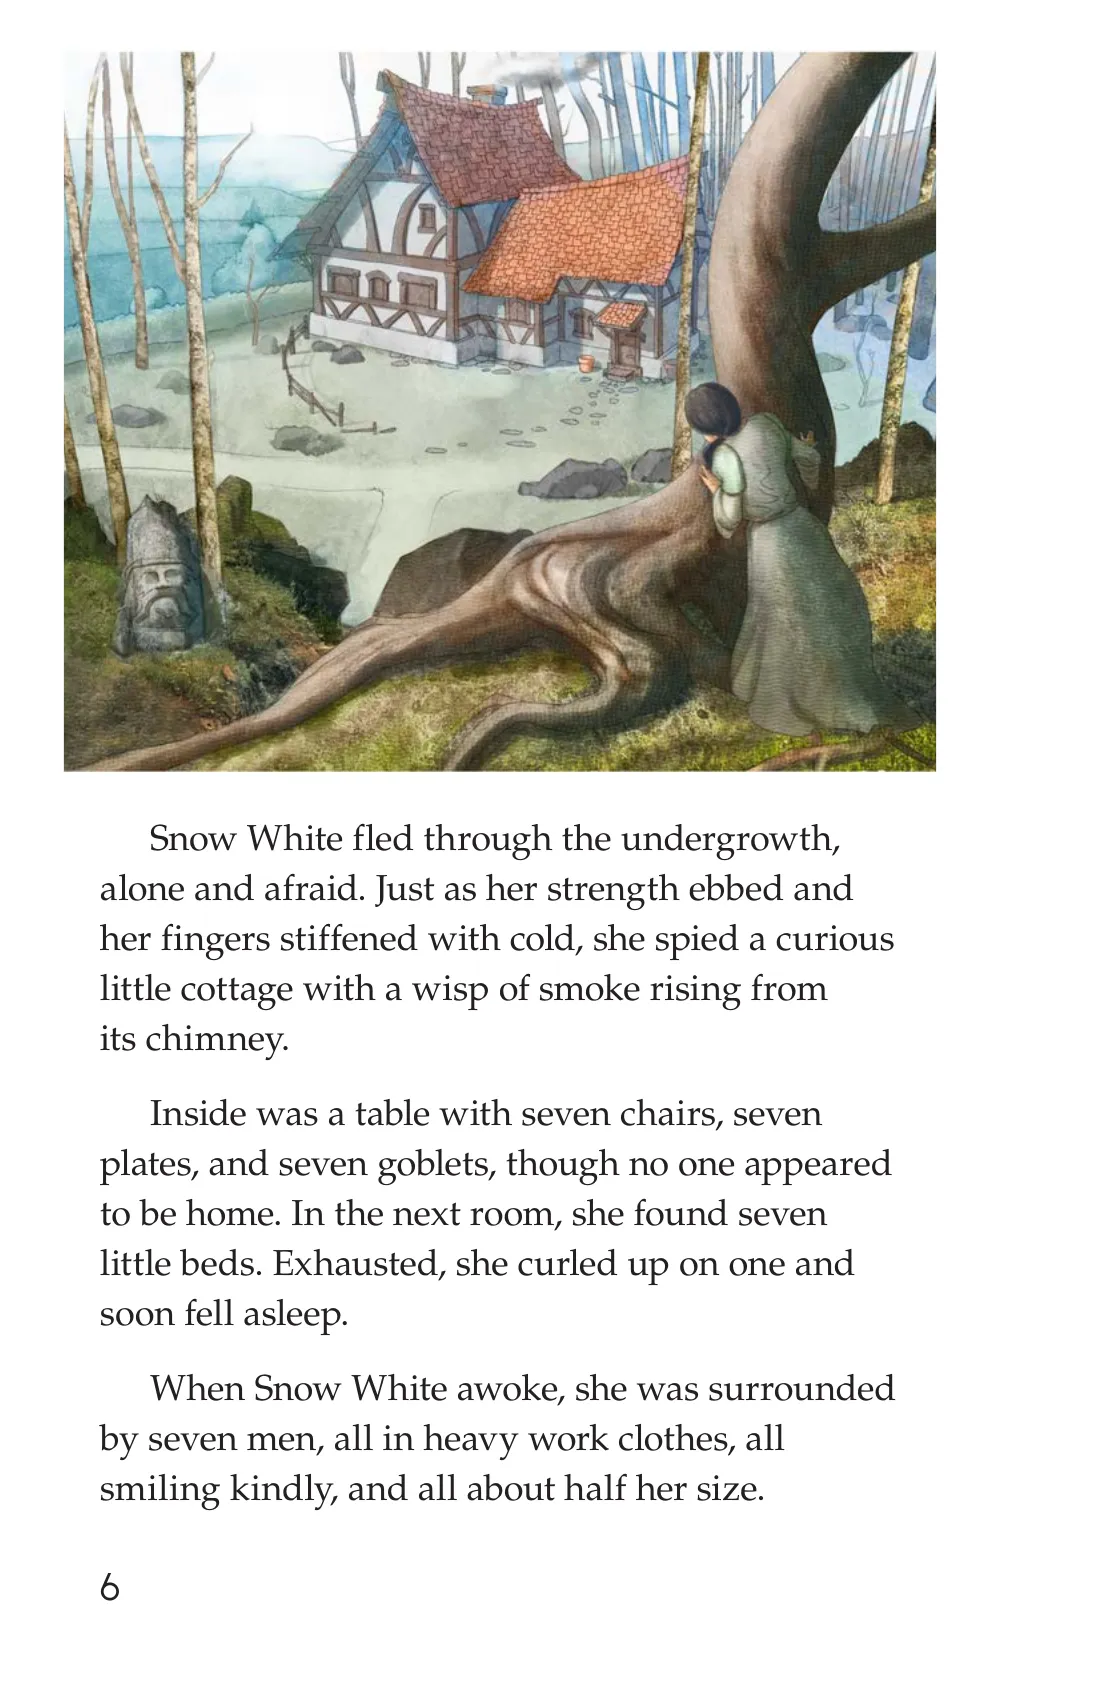 Snow White fled through the undergrowth,
alone and afraid. Just as her strength ebbed and
her fingers stiffened with cold, she spied a curious
little cottage with a wisp of smoke rising from
its chimney.
Inside was a table with seven chairs, seven
plates, and seven goblets, though no one appeared
to be home. In the next room, she found seven
little beds. Exhausted, she curled up on one and
soon fell asleep.
When Snow White awoke, she was surrounded
by seven men, all in heavy work clothes, all
smiling kindly, and all about half her size.
6